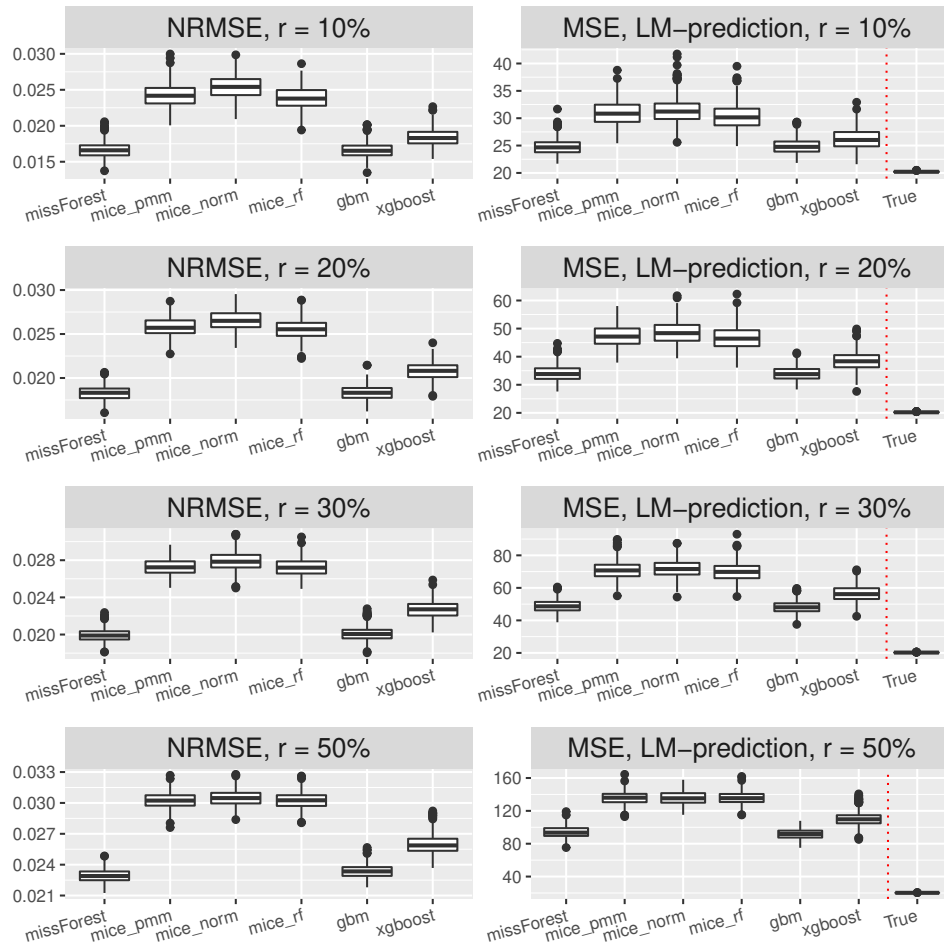 NRMSE, r = 10%
0.030
0.025
0.020
0.015
missForest mice_pmm mice_norm mice_rf gbm xgboost
MSE, LM−prediction, r = 10%
40
35
30
25
20
missForest mice_pmm mice_norm mice_rf gbm xgboost True
NRMSE, r = 20%
0.030
0.025
0.020
missForest mice_pmm mice_norm mice_rf gbm xgboost
MSE, LM−prediction, r = 20%
60
50
40
30
20
missForest mice_pmm mice_norm mice_rf gbm xgboost True
NRMSE, r = 30%
0.028
0.024
0.020
missForest mice_pmm mice_norm mice_rf gbm xgboost
MSE, LM−prediction, r = 30%
80
60
40
20
missForest mice_pmm mice_norm mice_rf gbm xgboost True
NRMSE, r = 50%
0.033
0.030
0.027
0.024
0.021
missForest mice_pmm mice_norm mice_rf gbm xgboost
MSE, LM−prediction, r = 50%
160
120
80
40
missForest mice_pmm mice_norm mice_rf gbm xgboost True